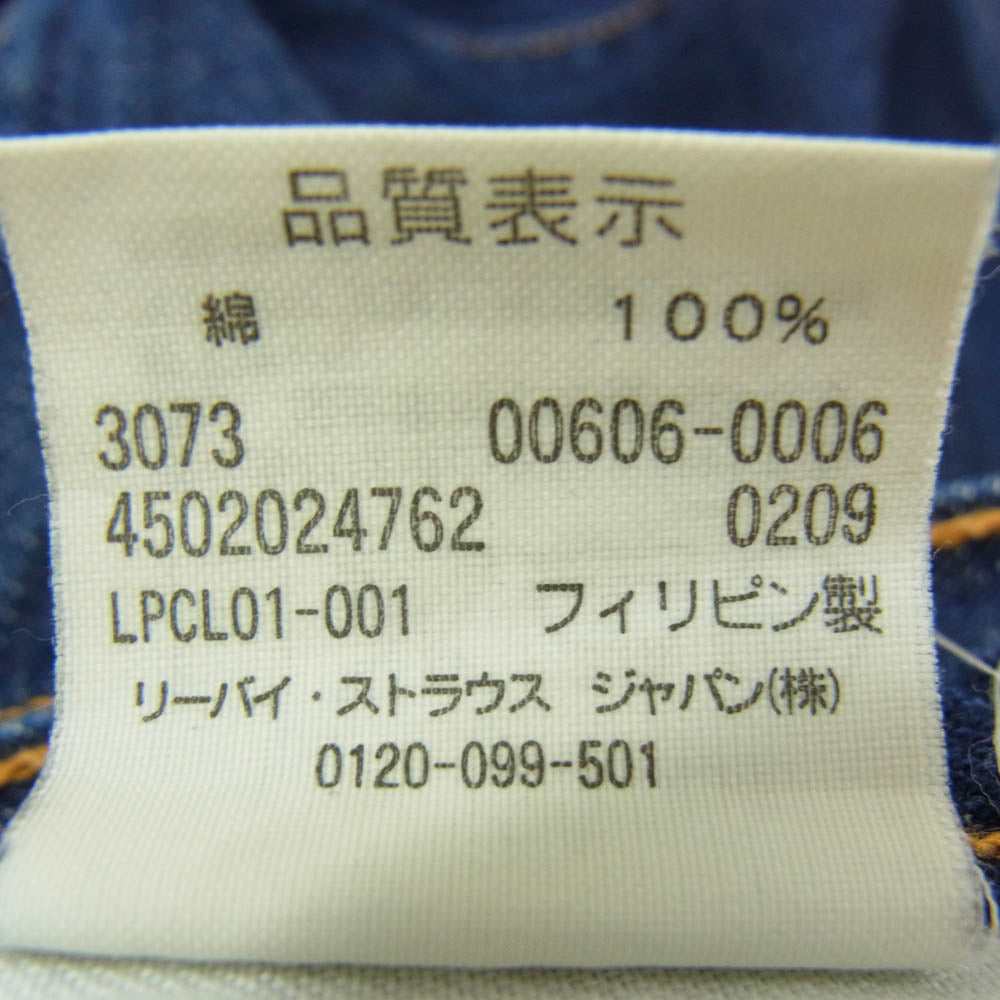 品質表示
綿 100%
3073 00606-0006
4502024762 0209
LPCL01-001 フィリピン製
リーバイ・ストラウス ジャパン(株)
0120-099-501